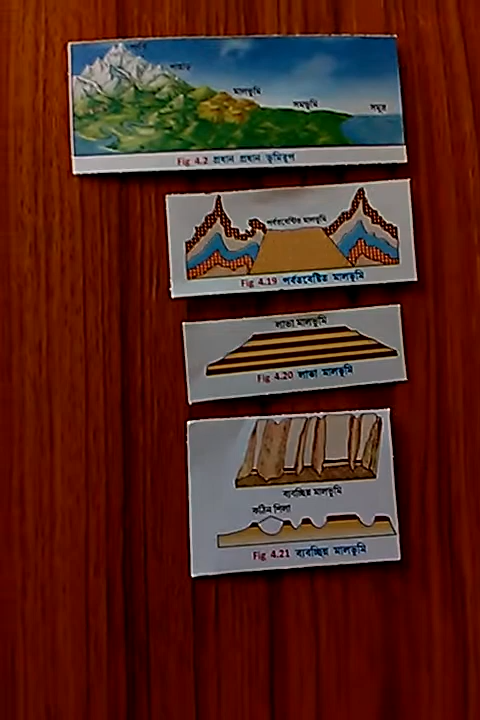 পর্বত
পাহাড়
মালভূমি
সমভূমি
সমুদ্র
Fig 4.2 প্রধান প্রধান ভূমিরূপ
পর্বতবেষ্টিত মালভূমি
Fig 4.19 পর্বতবেষ্টিত মালভূমি
লাভা মালভূমি
Fig 4.20 লাভা মালভূমি
ব্যবচ্ছিন্ন মালভূমি
কঠিন শিলা
Fig 4.21 ব্যবচ্ছিন্ন মালভূমি